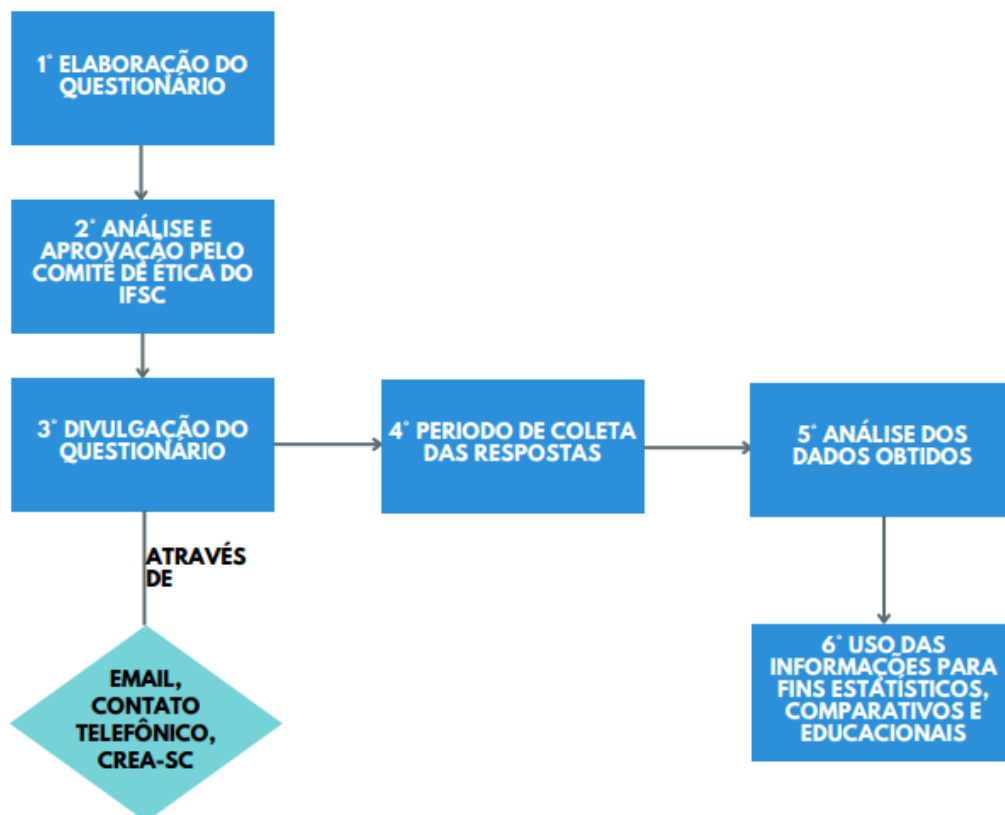 1° ELABORAÇÃO DO
QUESTIONÁRIO
2° ANÁLISE E
APROVAÇÃO PELO
COMITÊ DE ÉTICA DO
IFSC
3° DIVULGAÇÃO DO
QUESTIONÁRIO
4° PERIODO DE COLETA
DAS RESPOSTAS
5° ANÁLISE DOS
DADOS OBTIDOS
ATRAVÉS
DE
EMAIL,
CONTATO
TELEFÔNICO,
CREA-SC
6° USO DAS
INFORMAÇÕES PARA
FINS ESTATÍSTICOS,
COMPARATIVOS E
EDUCACIONAIS